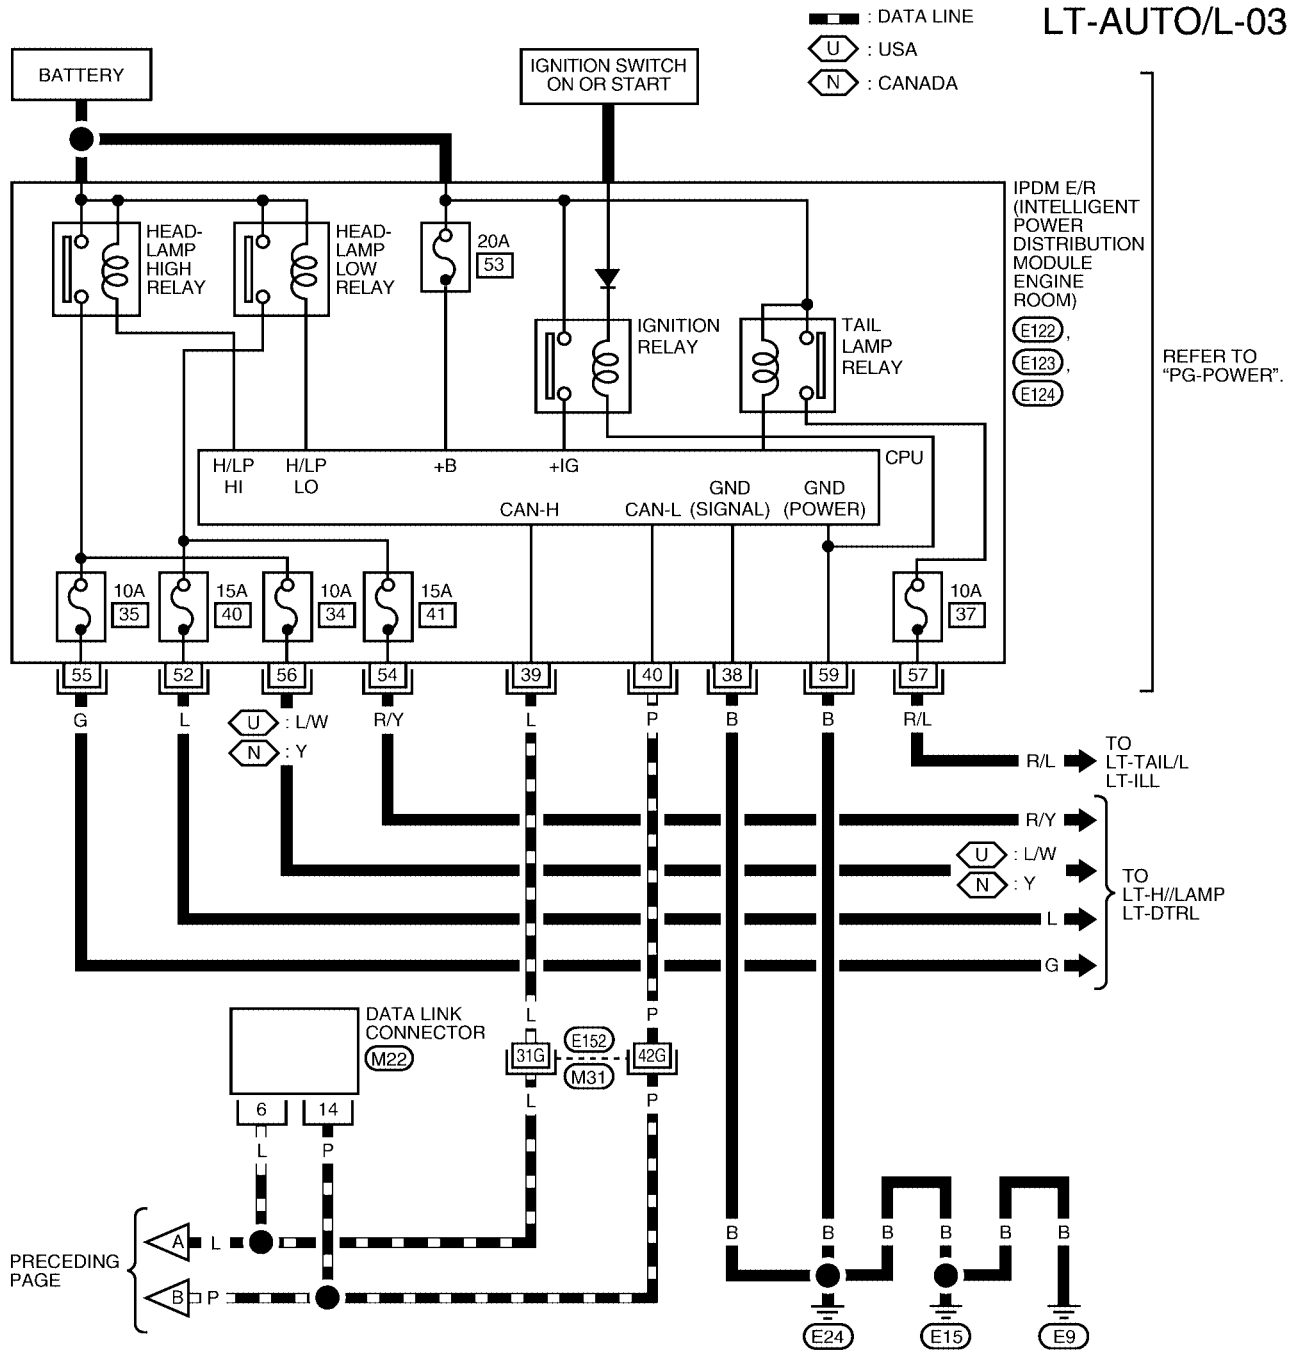 : DATA LINE
LT-AUTO/L-03
U : USA
N : CANADA
BATTERY
IGNITION SWITCH
ON OR START
IPDM E/R
(INTELLIGENT
POWER
DISTRIBUTION
MODULE
ENGINE
ROOM)
E122 ,
E123 ,
E124
REFER TO
“PG-POWER”.
HEAD-
LAMP
HIGH
RELAY
HEAD-
LAMP
LOW
RELAY
20A
53
IGNITION
RELAY
TAIL
LAMP
RELAY
CPU
H/LP
HI
H/LP
LO
+B
+IG
CAN-H
CAN-L
GND
(SIGNAL)
GND
(POWER)
10A
35
15A
40
10A
34
15A
41
10A
37
55 52 56 54 39 40 38 59 57
G L U : L/W R/Y L P B B R/L
N : Y
R/L
TO
LT-TAIL/L
LT-ILL
R/Y
U : L/W
N : Y
L
G
TO
LT-H//LAMP
LT-DTRL
DATA LINK
CONNECTOR
M22
6 14
L P
L P
31G E152 42G
M31
L P
PRECEDING
PAGE
A L
B P
B B B B B B
E24 E15 E9